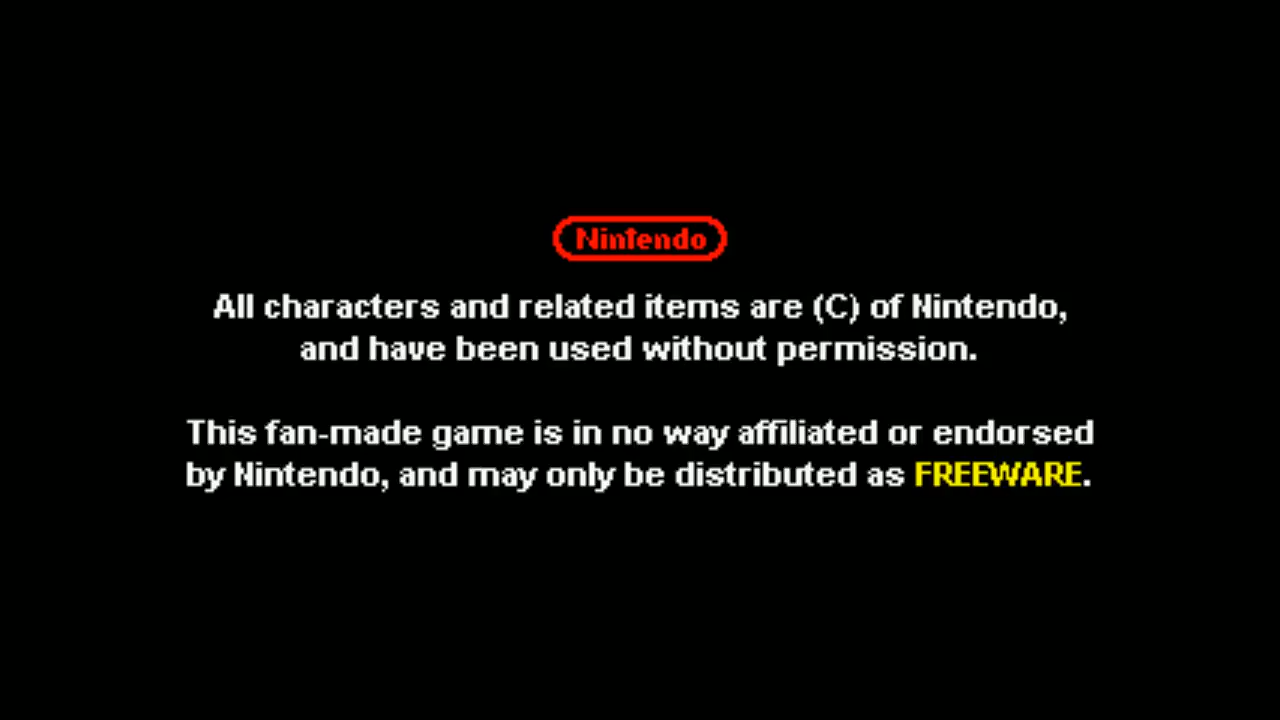 Nintendo
All characters and related items are (C) of Nintendo,
and have been used without permission.
This fan-made game is in no way affiliated or endorsed
by Nintendo, and may only be distributed as FREEWARE.